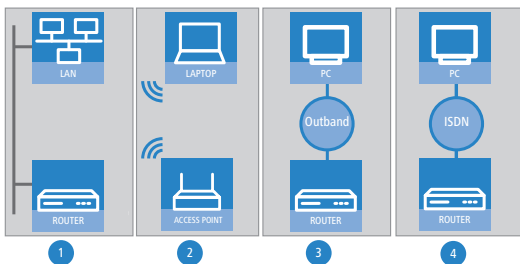 LAN
ROUTER
1
LAPTOP
ACCESS POINT
2
PC
Outband
ROUTER
3
PC
ISDN
ROUTER
4